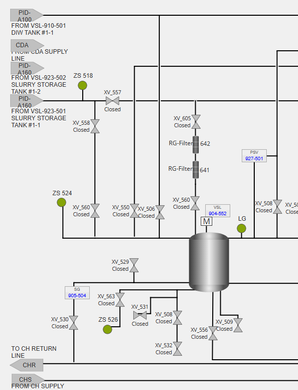 PID-
A100
FROM VSL-910-501
DIW TANK #1-1
CDA
FROM CDA SUPPLY
LINE
PID-
A160
FROM VSL-923-502
SLURRY STORAGE
TANK #1-2
PID-
A160
FROM VSL-923-501
SLURRY STORAGE
TANK #1-1
ZS 518
XV_557
Closed
XV_558
Closed
XV_605
Closed
RG-Filter
642
RG-Filter
641
PSV
927-501
ZS 524
XV_560
Closed
XV_550
Closed
XV_506
Closed
XV_560
Closed
VSL
904-552
M
LG
XV_508
Closed
XV_529
Closed
SG
905-504
XV_563
Closed
XV_531
Closed
XV_530
Closed
ZS 526
XV_508
Closed
XV_532
Closed
XV_556
Closed
XV_509
Closed
TO CH RETURN
LINE
CHR
CHS
FROM CH SUPPLY